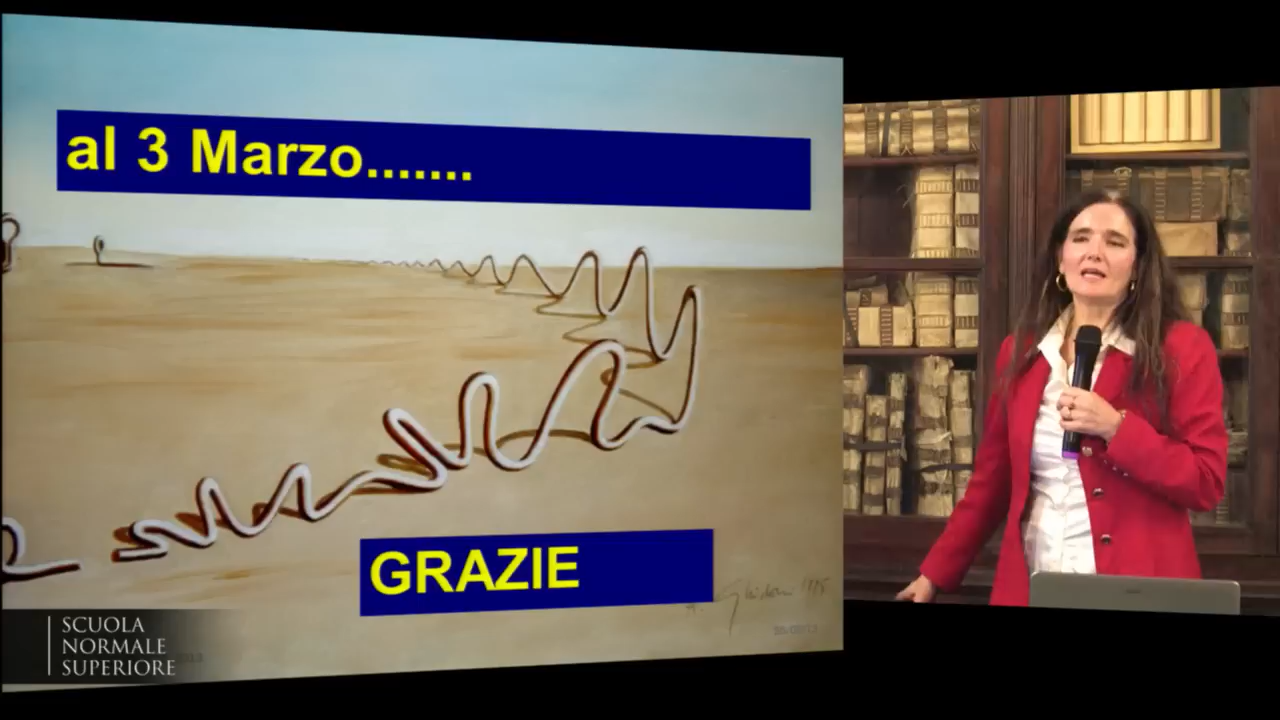 al 3 Marzo.......
GRAZIE
SCUOLA
NORMALE
SUPERIORE